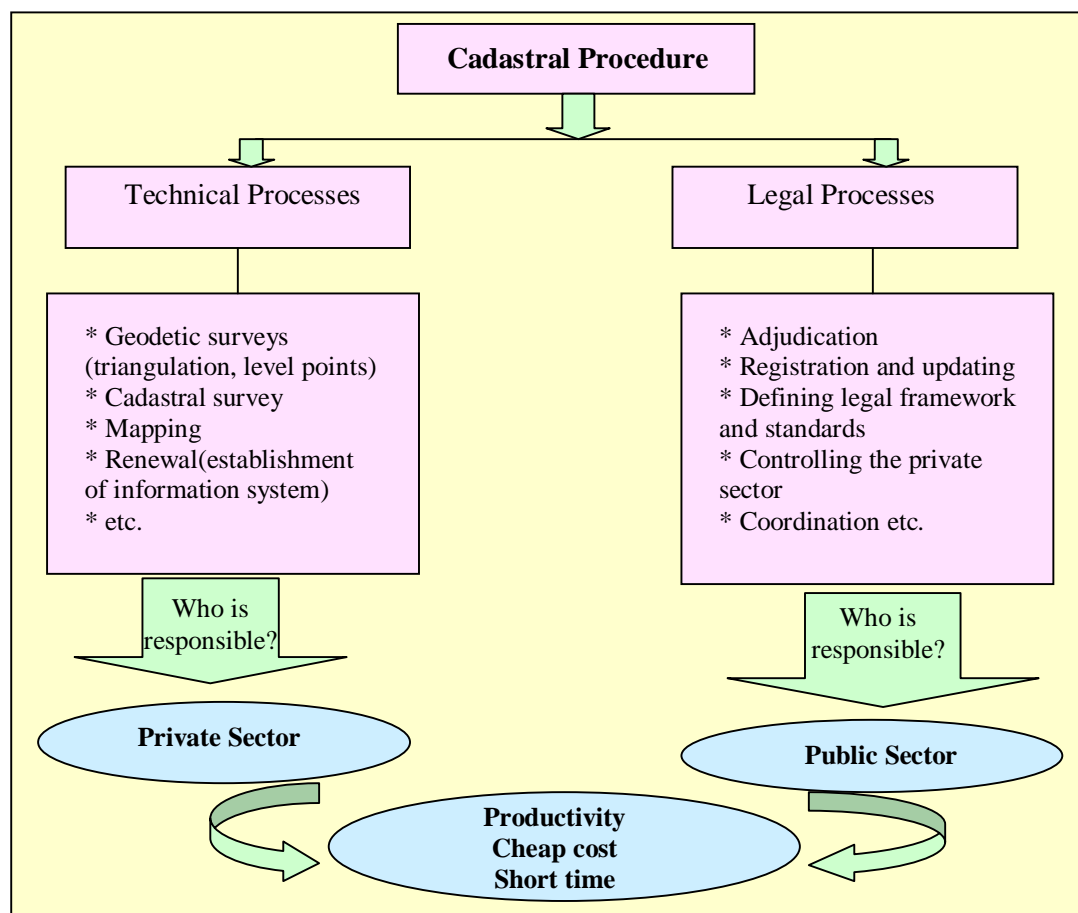 Cadastral Procedure
Technical Processes
* Geodetic surveys
(triangulation, level points)
* Cadastral survey
* Mapping
* Renewal(establishment
of information system)
* etc.
Who is
responsible?
Private Sector
Legal Processes
* Adjudication
* Registration and updating
* Defining legal framework
and standards
* Controlling the private
sector
* Coordination etc.
Who is
responsible?
Public Sector
Productivity
Cheap cost
Short time